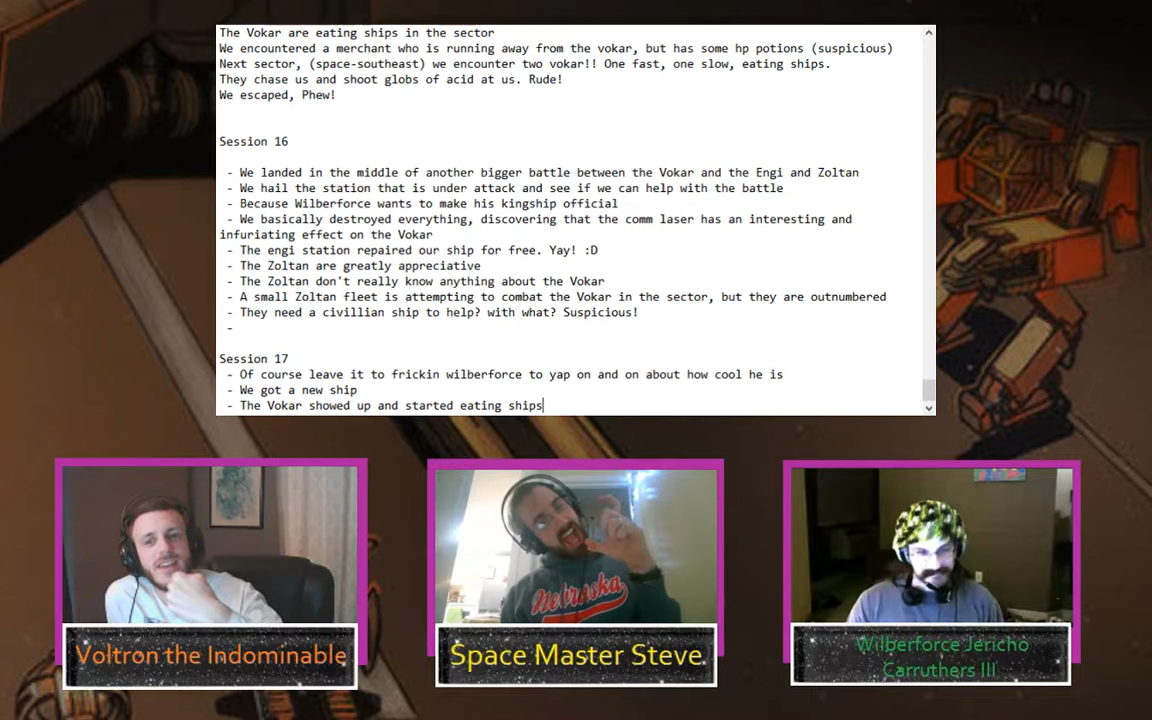 The Vokar are eating ships in the sector
We encountered a merchant who is running away from the vokar, but has some hp potions (suspicious)
Next sector, (space-southeast) we encounter two vokar!! One fast, one slow, eating ships.
They chase us and shoot globs of acid at us. Rude!
We escaped, Phew!
Session 16
- We landed in the middle of another bigger battle between the Vokar and the Engi and Zoltan
- We hail the station that is under attack and see if we can help with the battle
- Because Wilberforce wants to make his kingship official
- We basically destroyed everything, discovering that the comm laser has an interesting and
infuriating effect on the Vokar
- The engi station repaired our ship for free. Yay! :D
- The Zoltan are greatly appreciative
- The Zoltan don't really know anything about the Vokar
- A small Zoltan fleet is attempting to combat the Vokar in the sector, but they are outnumbered
- They need a civillian ship to help? with what? Suspicious!
-
Session 17
- Of course leave it to frickin wilberforce to yap on and on about how cool he is
- We got a new ship
- The Vokar showed up and started eating ships
Nebraska
Voltron the Indominable
Space Master Steve
Wilberforce Jericho
Carruthers III